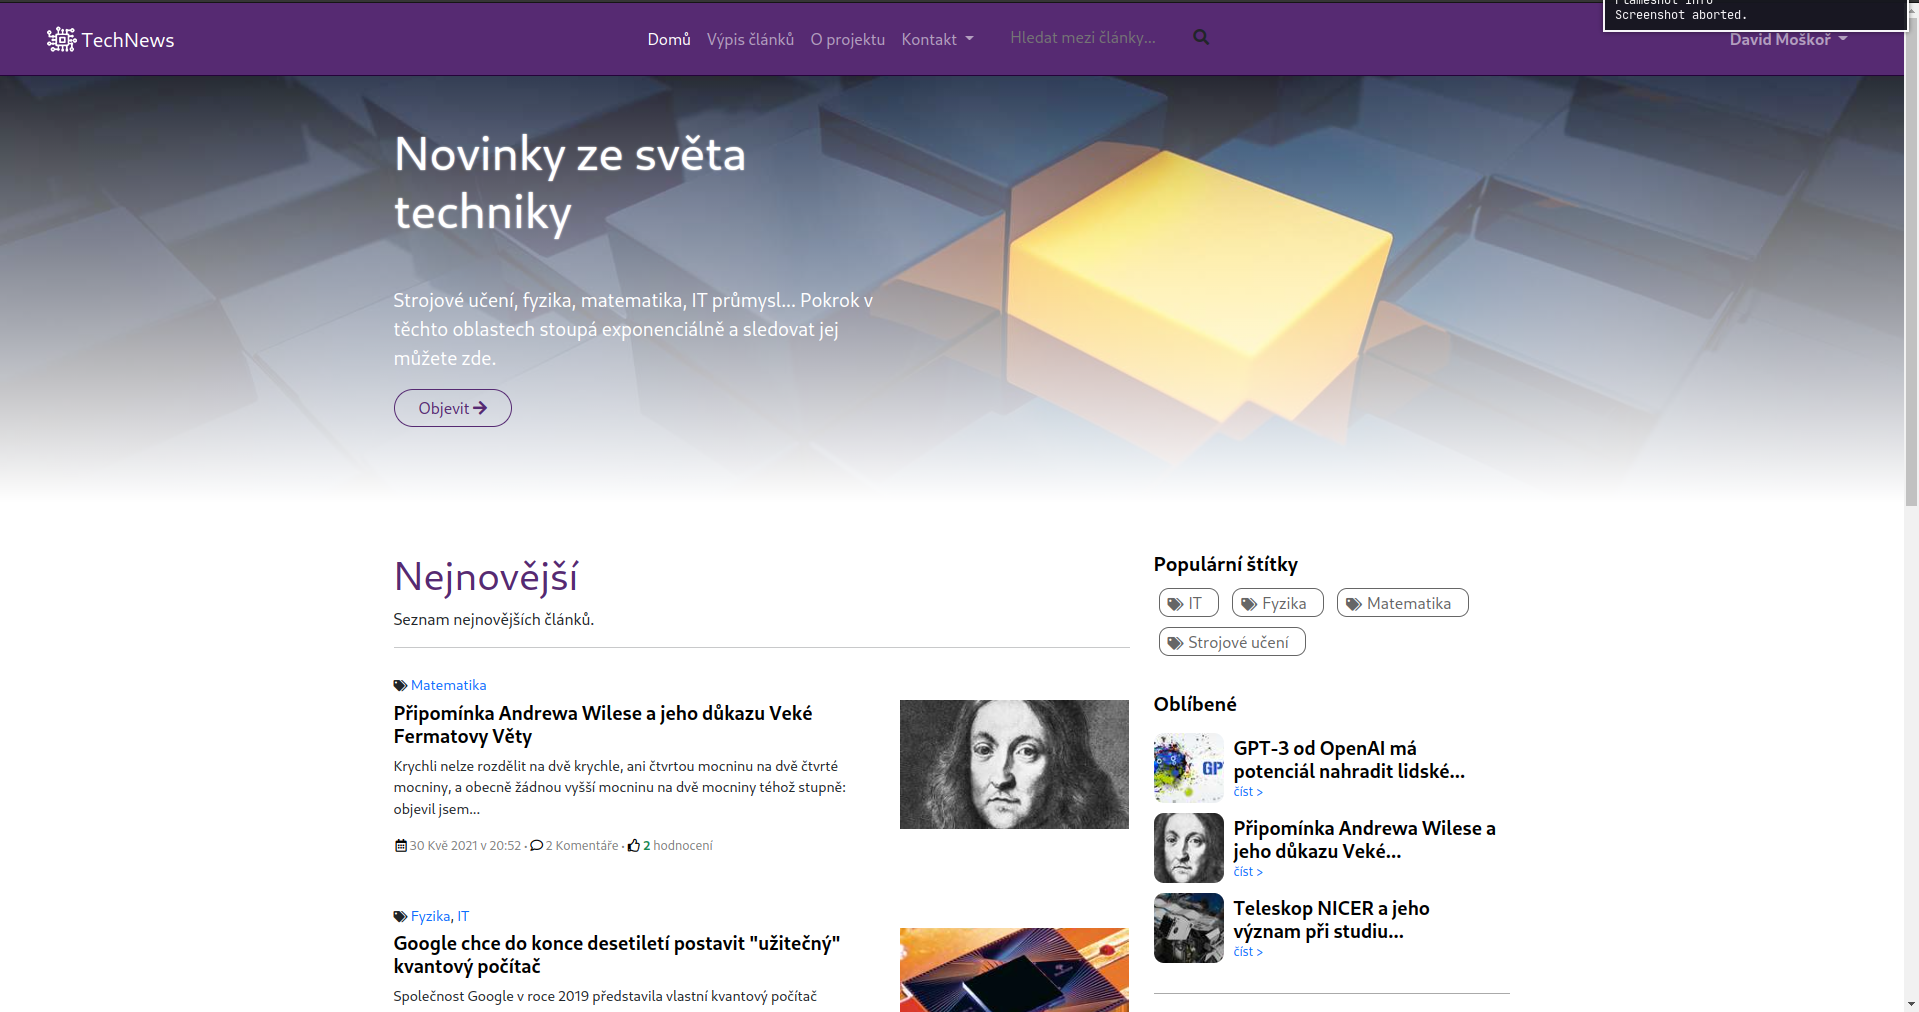 Flameshot Info
Screenshot aborted.
TechNews
Domů Výpis článků O projektu Kontakt Hledat mezi články... David Moškoř
Novinky ze světa
techniky
Strojové učení, fyzika, matematika, IT průmysl... Pokrok v
těchto oblastech stoupá exponenciálně a sledovat jej
můžete zde.
Objevit
Nejnovější
Seznam nejnovějších článků.
Matematika
Připomínka Andrewa Wilese a jeho důkazu Veké
Fermatovy Věty
Krychli nelze rozdělit na dvě krychle, ani čtvrtou mocninu na dvě čtvrté
mocniny, a obecně žádnou vyšší mocninu na dvě mocniny téhož stupně:
objevil jsem...
30 Kvě 2021 v 20:52 · 2 Komentáře · 2 hodnocení
Fyzika, IT
Google chce do konce desetiletí postavit "užitečný"
kvantový počítač
Společnost Google v roce 2019 představila vlastní kvantový počítač
Populární štítky
IT Fyzika Matematika
Strojové učení
Oblíbené
GPT-3 od OpenAI má
potenciál nahradit lidské...
číst >
Připomínka Andrewa Wilese a
jeho důkazu Veké...
číst >
Teleskop NICER a jeho
význam při studiu...
číst >
GP